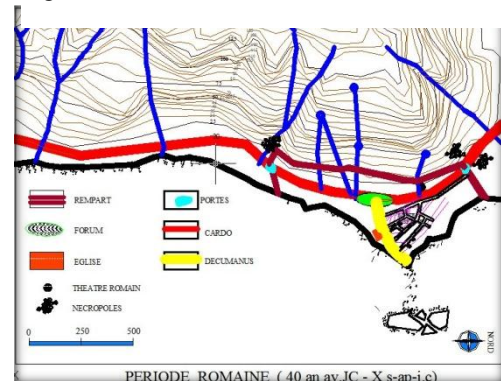 REMPART
PORTES
FORUM
CARDO
EGLISE
DECUMANUS
THEATRE ROMAIN
NECROPOLES
0 250 500
NORD
PERIODE ROMAINE ( 40 an av.JC - X s-ap-j.c)